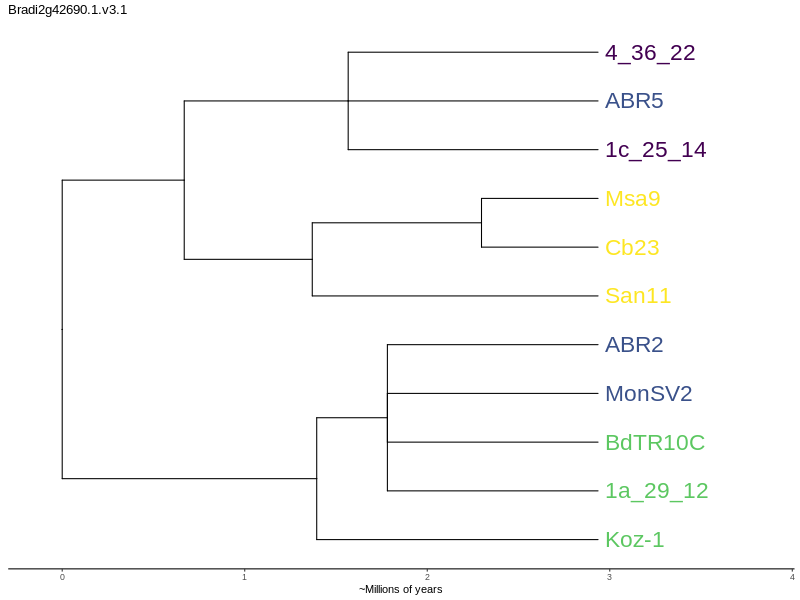 Bradi2g42690.1.v3.1
4_36_22
ABR5
1c_25_14
Msa9
Cb23
San11
ABR2
MonSV2
BdTR10C
1a_29_12
Koz-1
0 1 2 3 4
~Millions of years